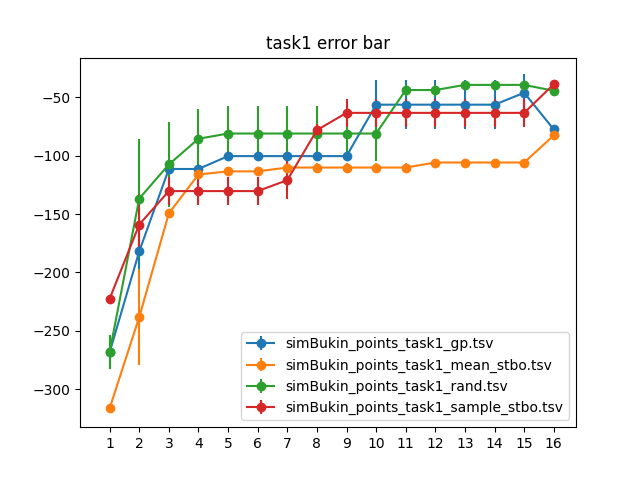 task1 error bar
−50
−100
−150
−200
−250
−300
simBukin_points_task1_gp.tsv
simBukin_points_task1_mean_stbo.tsv
simBukin_points_task1_rand.tsv
simBukin_points_task1_sample_stbo.tsv
1 2 3 4 5 6 7 8 9 10 11 12 13 14 15 16